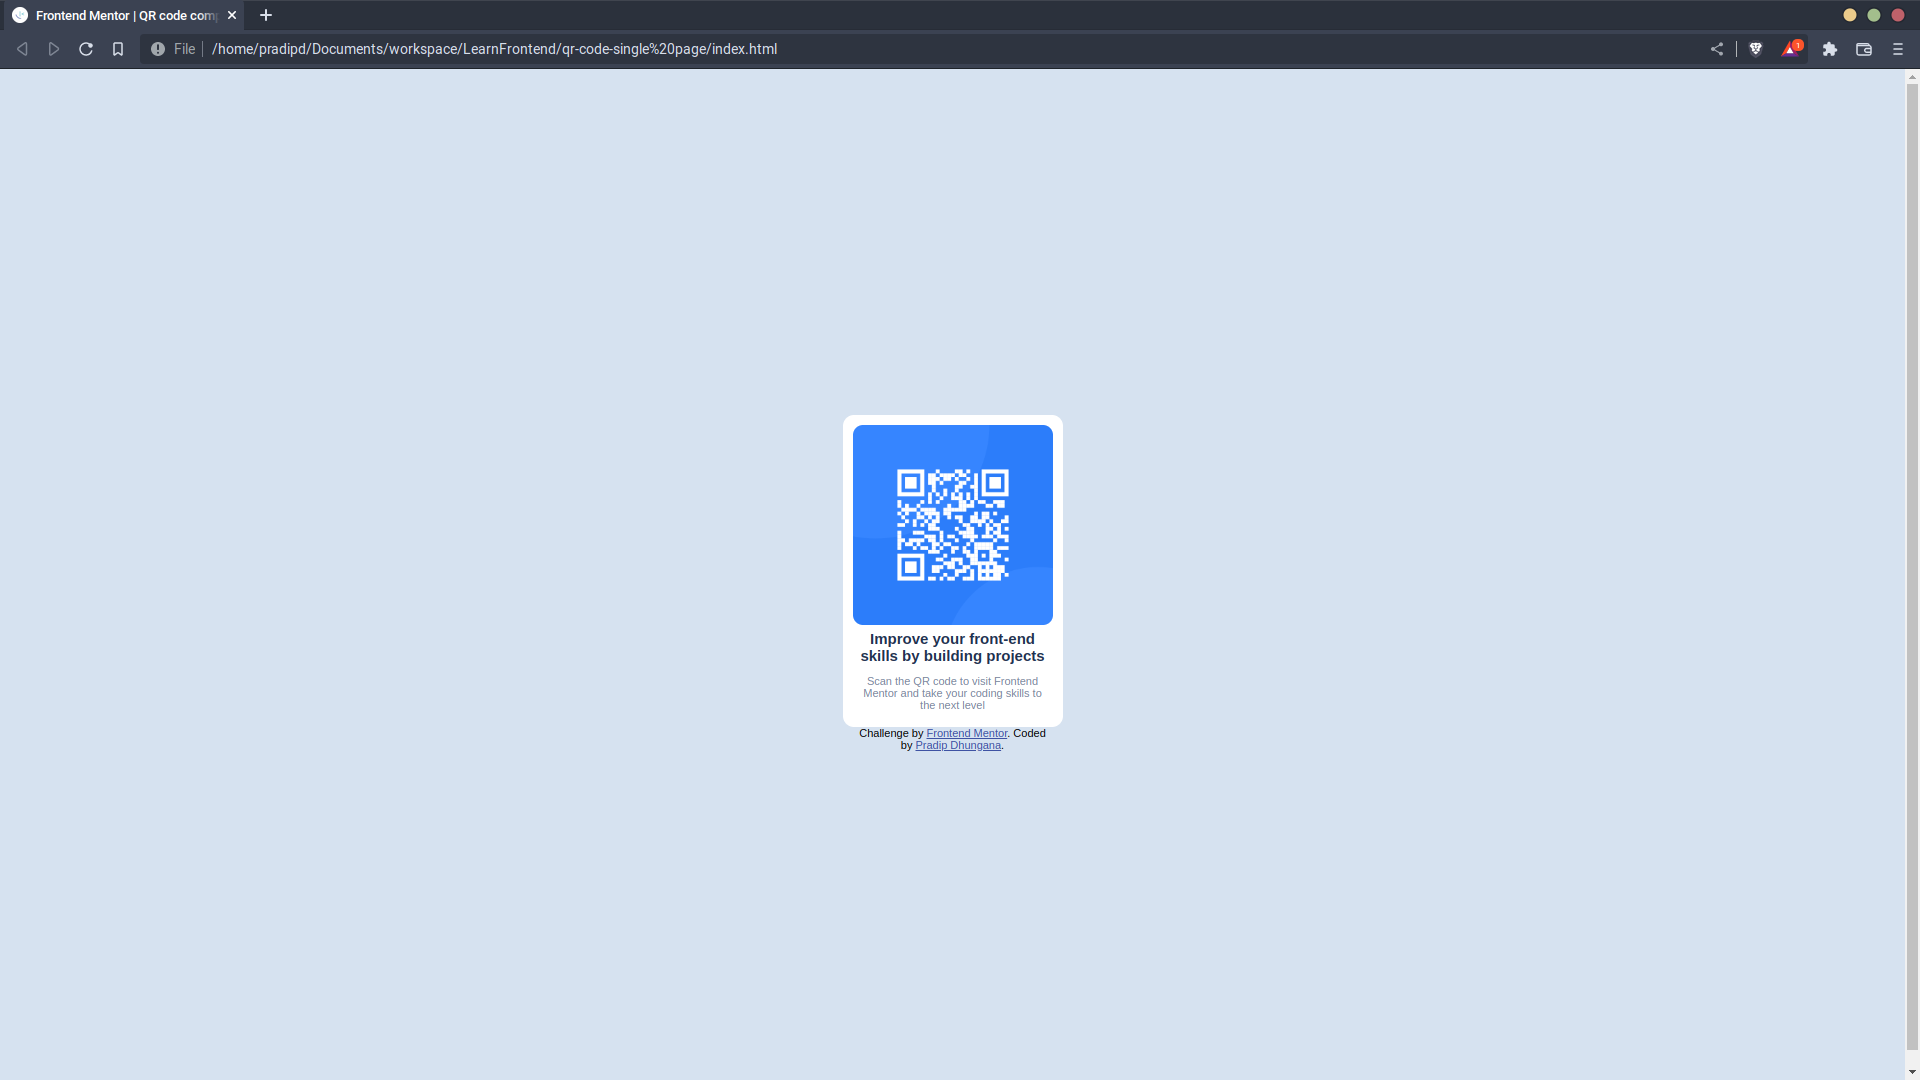 Frontend Mentor | QR code com
File
/home/pradipd/Documents/workspace/LearnFrontend/qr-code-single%20page/index.html
1
Improve your front-end
skills by building projects
Scan the QR code to visit Frontend
Mentor and take your coding skills to
the next level
Challenge by Frontend Mentor. Coded
by Pradip Dhungana.